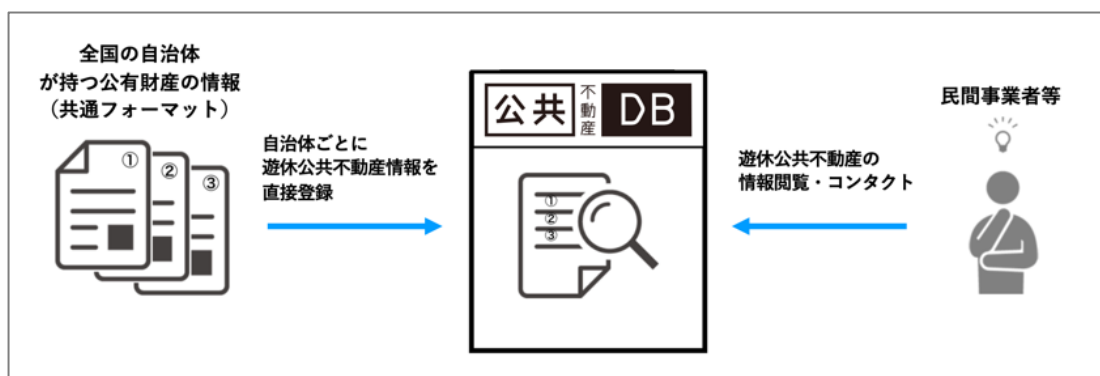 全国の自治体
が持つ公有財産の情報
（共通フォーマット）
①
②
③
自治体ごとに
遊休公共不動産情報を
直接登録
公共
不動産
DB
①
②
③
遊休公共不動産の
情報閲覧・コンタクト
民間事業者等